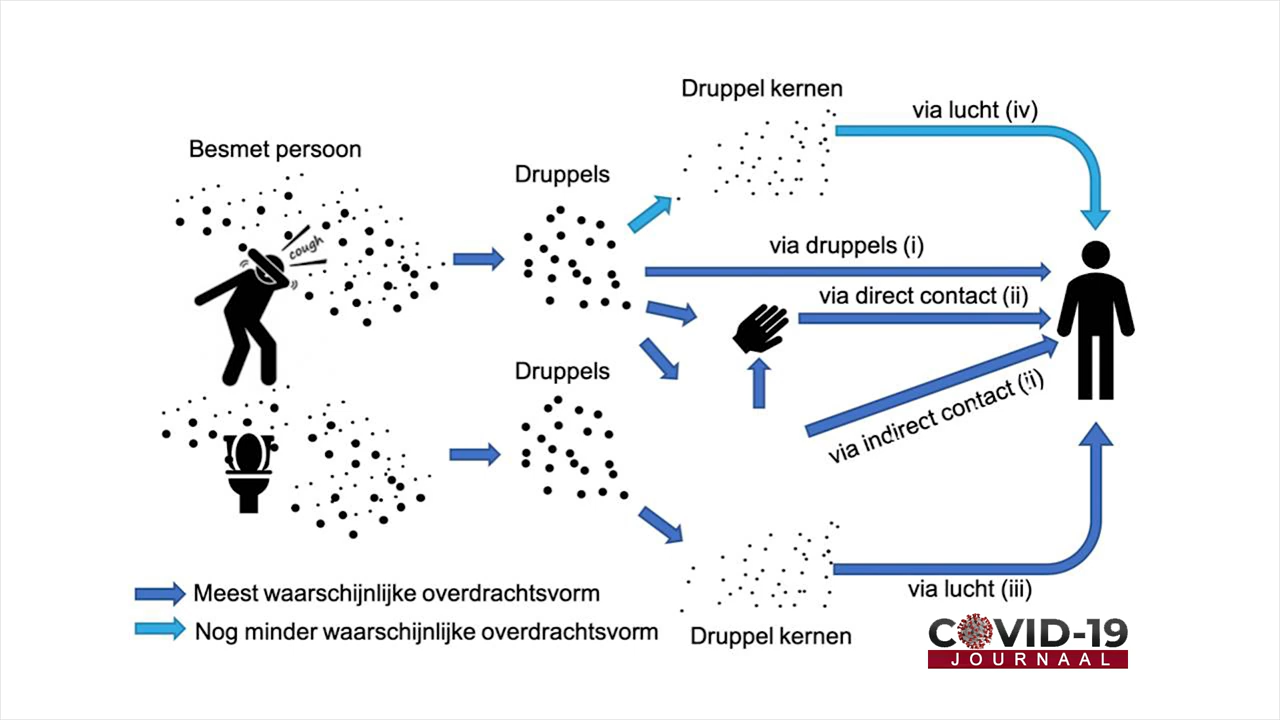 Druppel kernen
via lucht (iv)
Besmet persoon
Druppels
cough
via druppels (i)
via direct contact (ii)
Druppels
via indirect contact (ii)
Meest waarschijnlijke overdrachtsvorm
via lucht (iii)
Nog minder waarschijnlijke overdrachtsvorm
Druppel kernen
COVID-19
JOURNAAL